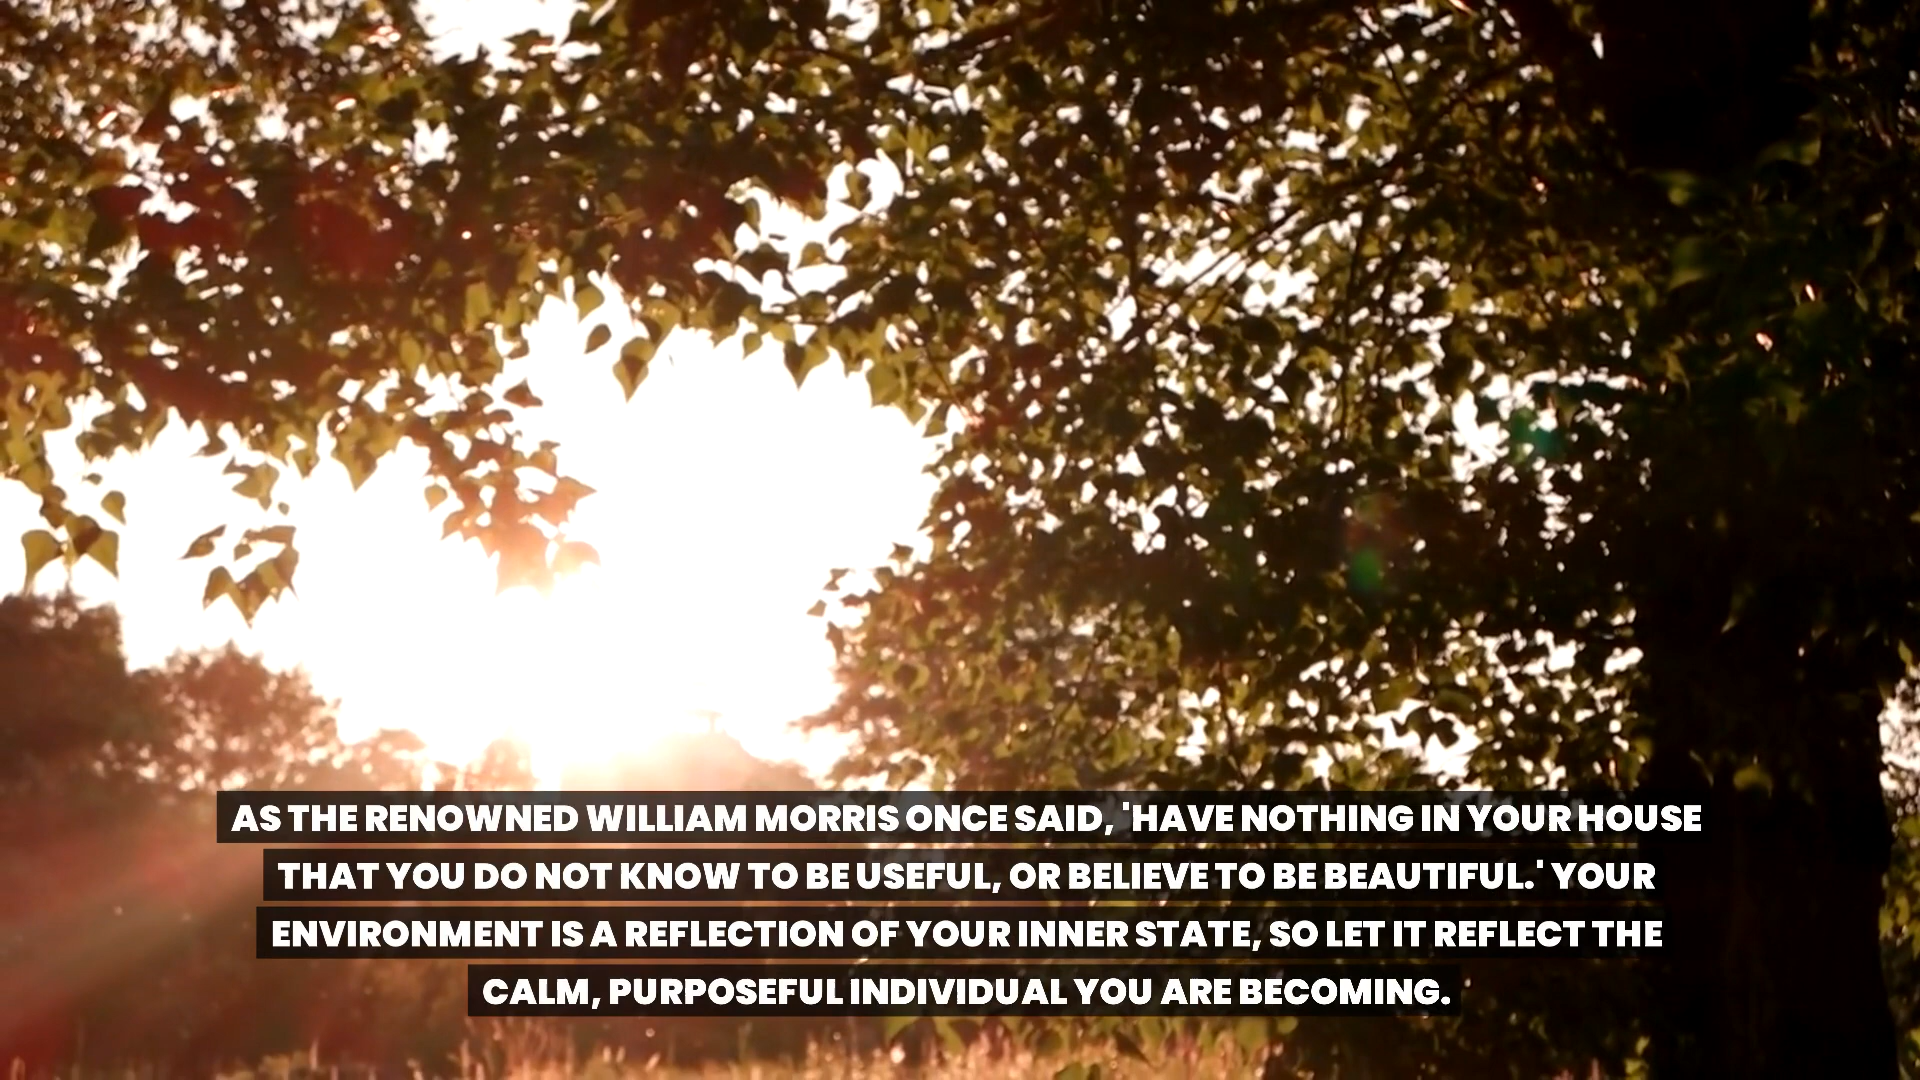 AS THE RENOWNED WILLIAM MORRIS ONCE SAID, 'HAVE NOTHING IN YOUR HOUSE
THAT YOU DO NOT KNOW TO BE USEFUL, OR BELIEVE TO BE BEAUTIFUL.' YOUR
ENVIRONMENT IS A REFLECTION OF YOUR INNER STATE, SO LET IT REFLECT THE
CALM, PURPOSEFUL INDIVIDUAL YOU ARE BECOMING.